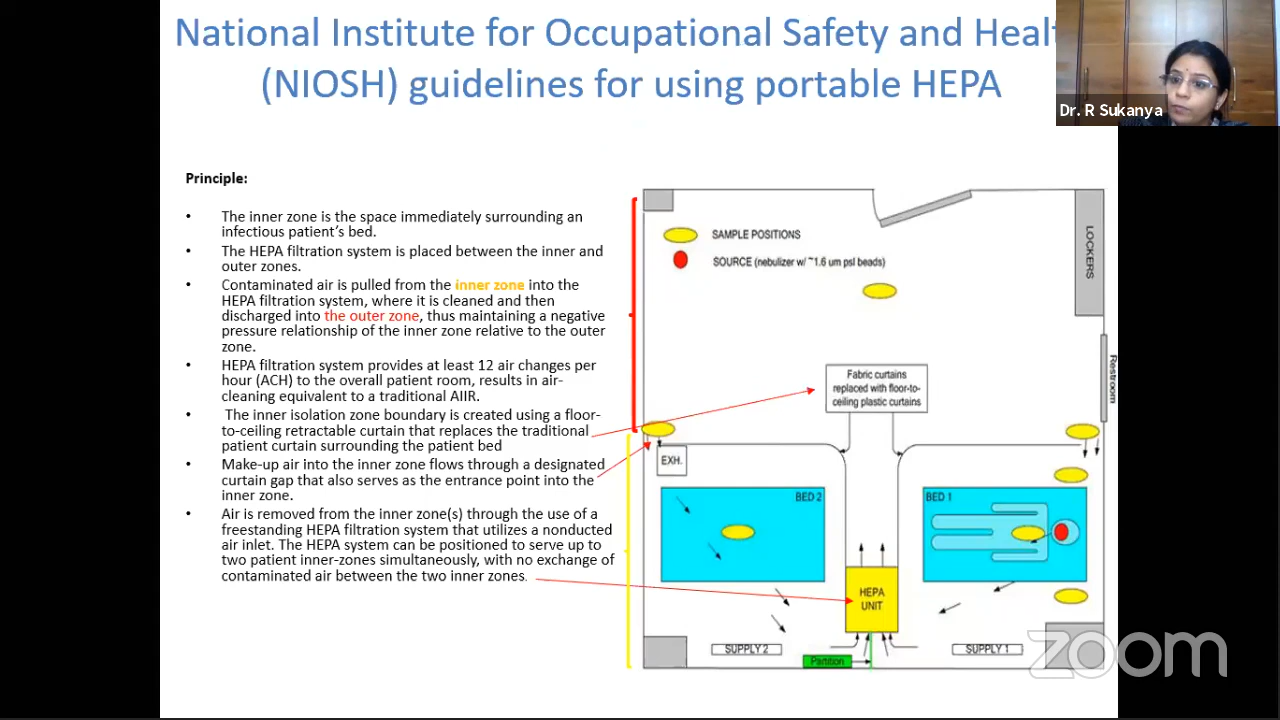 National Institute for Occupational Safety and Healt
(NIOSH) guidelines for using portable HEPA
Dr. R Sukanya
Principle:
• The inner zone is the space immediately surrounding an
infectious patient's bed.
• The HEPA filtration system is placed between the inner and
outer zones.
• Contaminated air is pulled from the inner zone into the
HEPA filtration system, where it is cleaned and then
discharged into the outer zone, thus maintaining a negative
pressure relationship of the inner zone relative to the outer
zone.
• HEPA filtration system provides at least 12 air changes per
hour (ACH) to the overall patient room, results in air-
cleaning equivalent to a traditional AIIR.
• The inner isolation zone boundary is created using a floor-
to-ceiling retractable curtain that replaces the traditional
patient curtain surrounding the patient bed
• Make-up air into the inner zone flows through a designated
curtain gap that also serves as the entrance point into the
inner zone.
• Air is removed from the inner zone(s) through the use of a
freestanding HEPA filtration system that utilizes a nonducted
air inlet. The HEPA system can be positioned to serve up to
two patient inner-zones simultaneously, with no exchange of
contaminated air between the two inner zones.
SAMPLE POSITIONS
SOURCE (nebulizer w/ ~1.6 um psl beads)
LOCKERS
Restroom
Fabric curtains
replaced with floor-to-
ceiling plastic curtains
EXH.
BED 2
BED 1
HEPA
UNIT
SUPPLY 2
SUPPLY 1
Partition
zoom